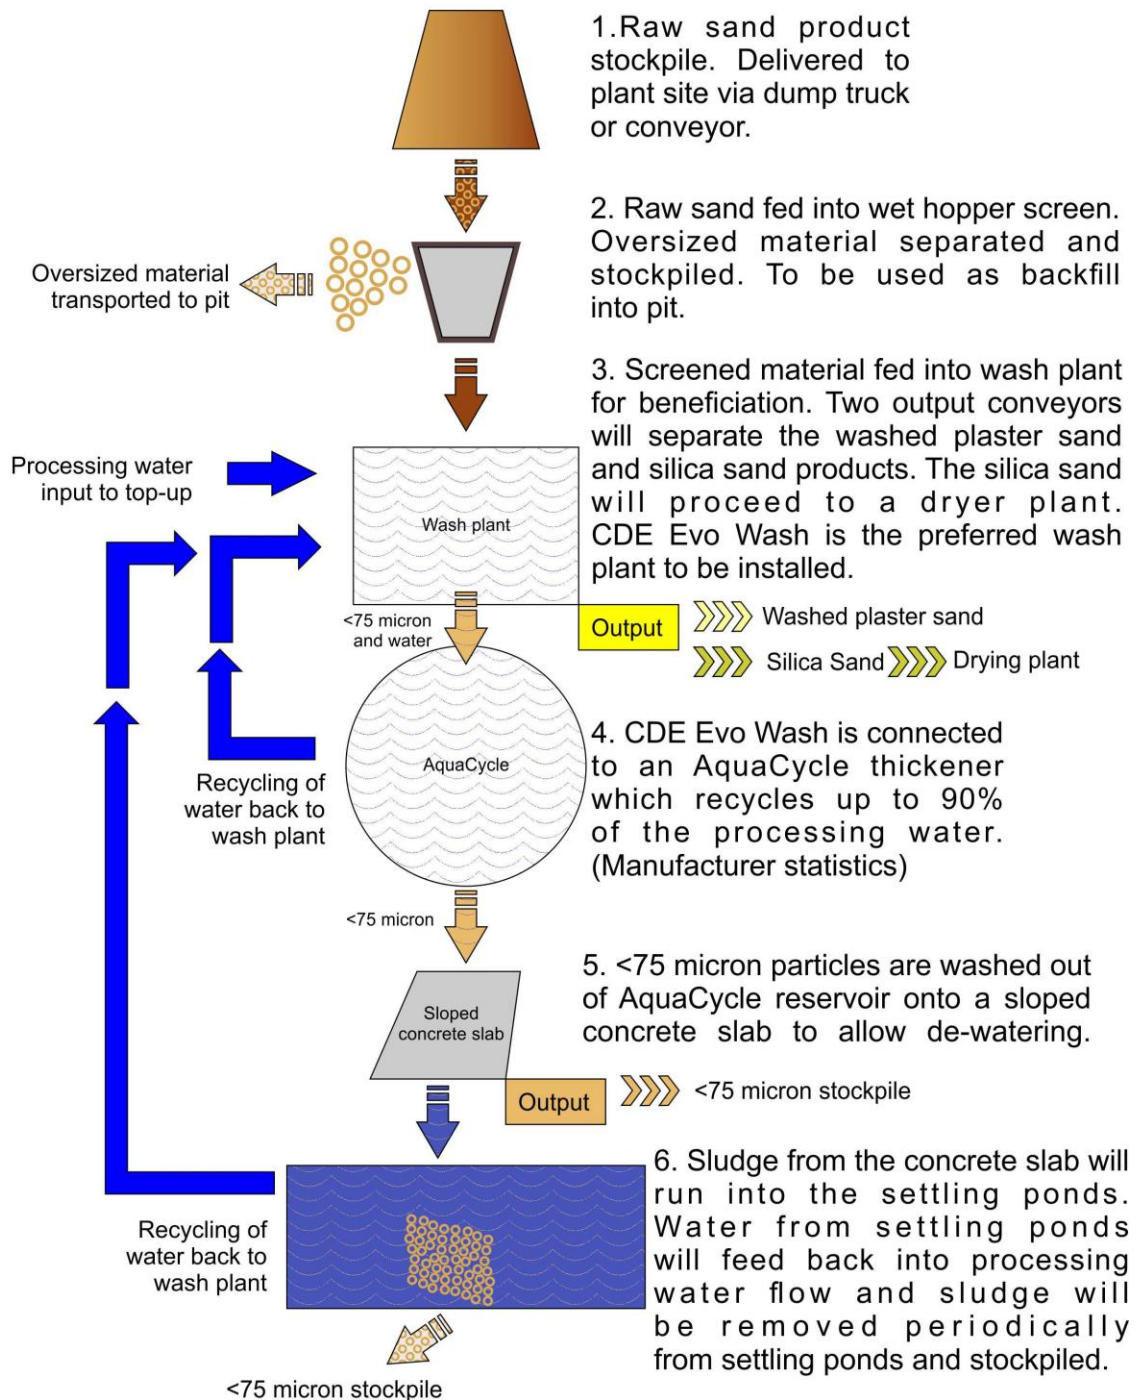 1.Raw sand product
stockpile. Delivered to
plant site via dump truck
or conveyor.
2. Raw sand fed into wet hopper screen.
Oversized material separated and
stockpiled. To be used as backfill
into pit.
Oversized material
transported to pit
3. Screened material fed into wash plant
for beneficiation. Two output conveyors
will separate the washed plaster sand
and silica sand products. The silica sand
will proceed to a dryer plant.
CDE Evo Wash is the preferred wash
plant to be installed.
Processing water
input to top-up
Wash plant
<75 micron
and water
Output
Washed plaster sand
Silica Sand
Drying plant
4. CDE Evo Wash is connected
to an AquaCycle thickener
which recycles up to 90%
of the processing water.
(Manufacturer statistics)
AquaCycle
Recycling of
water back to
wash plant
<75 micron
5. <75 micron particles are washed out
of AquaCycle reservoir onto a sloped
concrete slab to allow de-watering.
Sloped
concrete slab
Output
<75 micron stockpile
6. Sludge from the concrete slab will
run into the settling ponds.
Water from settling ponds
will feed back into processing
water flow and sludge will
be removed periodically
from settling ponds and stockpiled.
Recycling of
water back to
wash plant
<75 micron stockpile